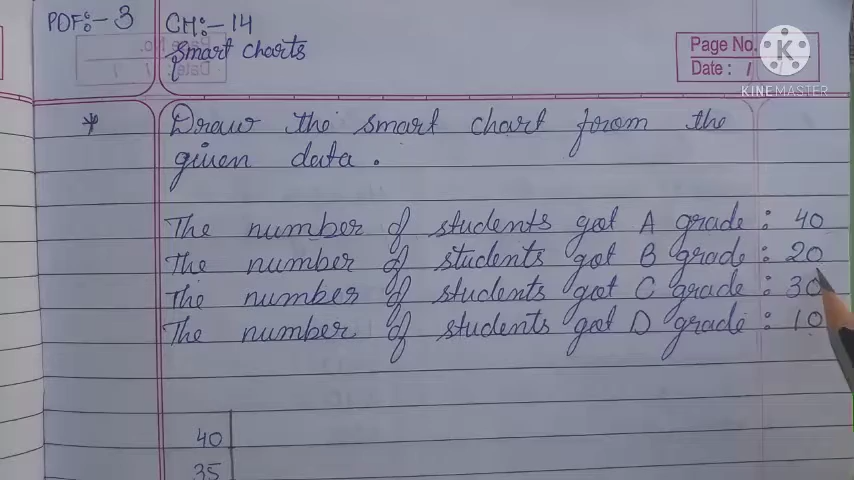 PDF:- 3
CH:- 14
Smart charts
Page No.
Date :
K
KINEMASTER
* Draw the smart chart forom the
given data.
The number of students got A grade : 40
The number of students got B grade : 20
The number of students got C grade : 30
The number of students got D grade : 10
40
35